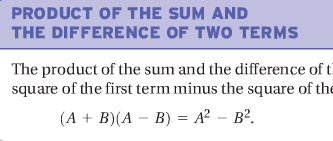 PRODUCT OF THE SUM AND
THE DIFFERENCE OF TWO TERMS
The product of the sum and the difference of
square of the first term minus the square of
(A + B)(A − B) = A² − B².